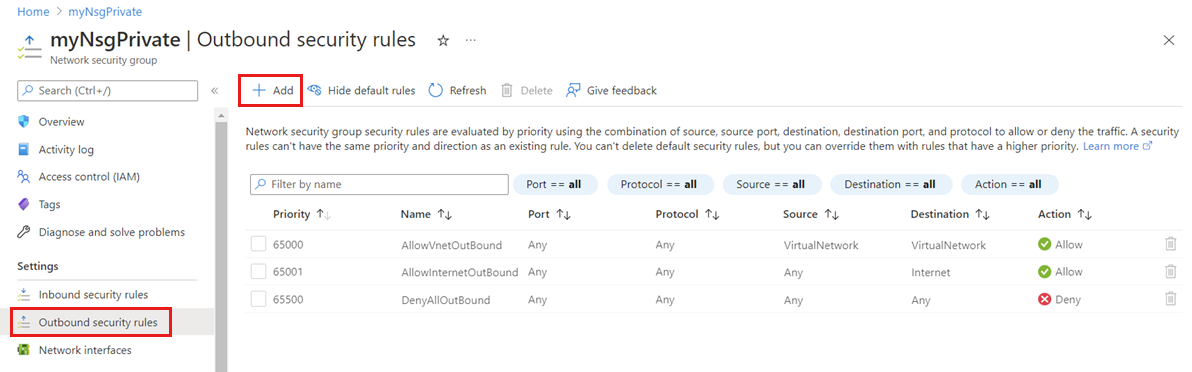 Home > myNsgPrivate
myNsgPrivate | Outbound security rules
Network security group
Search (Ctrl+/)
Overview
Activity log
Access control (IAM)
Tags
Diagnose and solve problems
Settings
Inbound security rules
Outbound security rules
Network interfaces
Add Hide default rules Refresh Delete Give feedback
Network security group security rules are evaluated by priority using the combination of source, source port, destination, destination port, and protocol to allow or deny the traffic. A security
rules can't have the same priority and direction as an existing rule. You can't delete default security rules, but you can override them with rules that have a higher priority. Learn more
Filter by name Port == all Protocol == all Source == all Destination == all Action == all
Priority Name Port Protocol Source Destination Action
65000 AllowVnetOutBound Any Any VirtualNetwork VirtualNetwork Allow
65001 AllowInternetOutBound Any Any Any Internet Allow
65500 DenyAllOutBound Any Any Any Any Deny